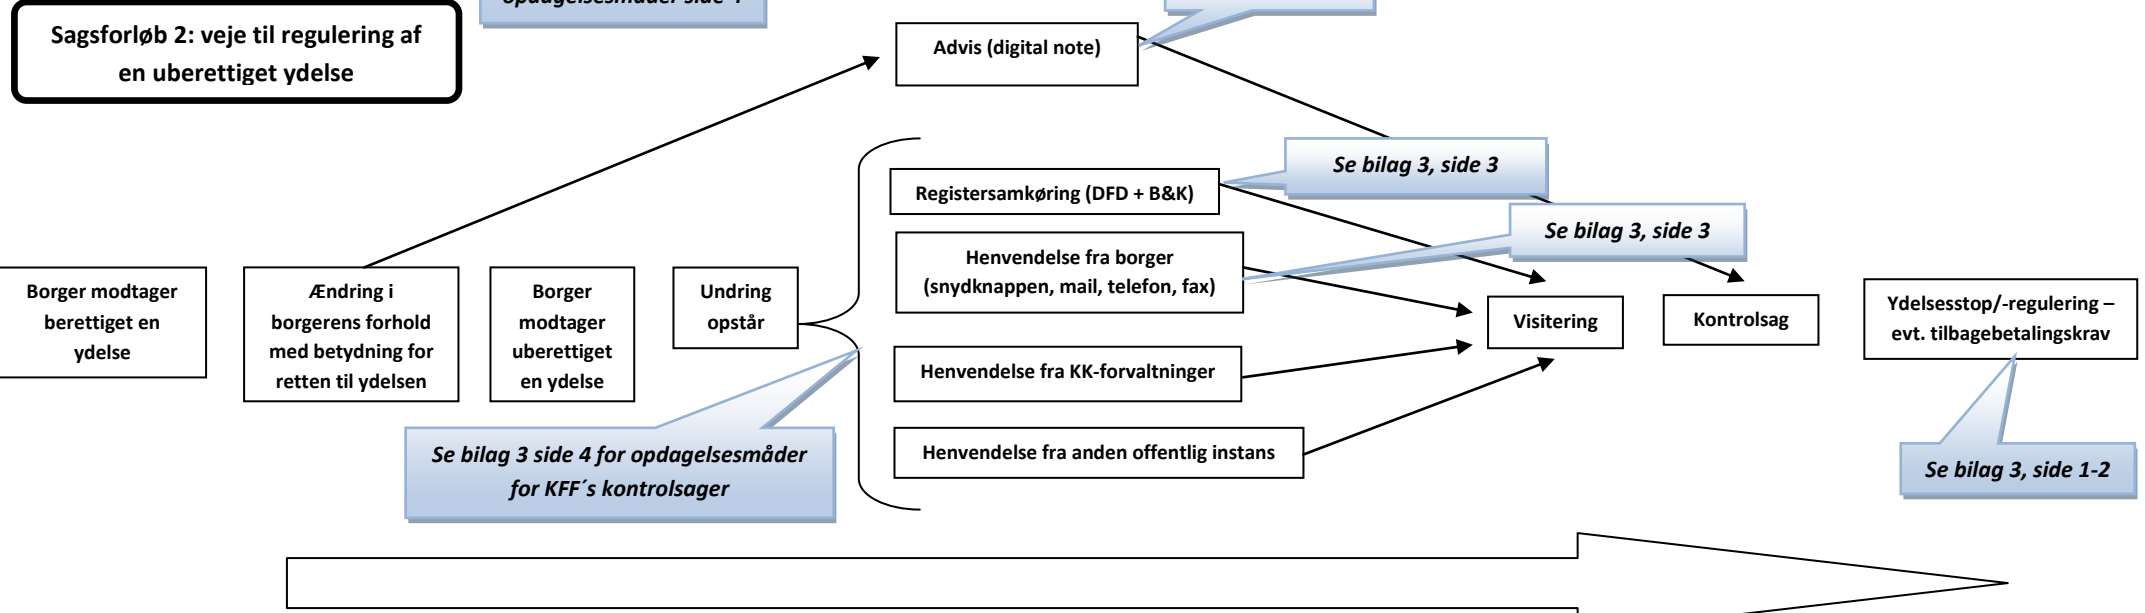 opdagelsesmåder side 4
Sagsforløb 2: veje til regulering af
en uberettiget ydelse
Advis (digital note)
Se bilag 3, side 3
Registersamkøring (DFD + B&K)
Se bilag 3, side 3
Henvendelse fra borger
(snydknappen, mail, telefon, fax)
Borger modtager
berettiget en
ydelse
Ændring i
borgerens forhold
med betydning for
retten til ydelsen
Borger
modtager
uberettiget
en ydelse
Undring
opstår
Visitering
Kontrolsag
Ydelsesstop/-regulering –
evt. tilbagebetalingskrav
Henvendelse fra KK-forvaltninger
Henvendelse fra anden offentlig instans
Se bilag 3 side 4 for opdagelsesmåder
for KFF´s kontrolsager
Se bilag 3, side 1-2